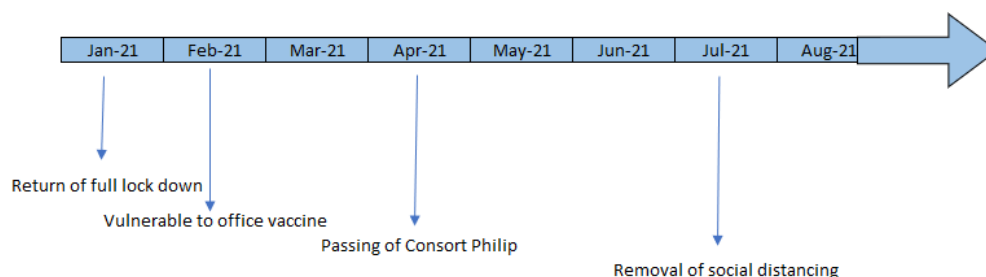 Jan-21 Feb-21 Mar-21 Apr-21 May-21 Jun-21 Jul-21 Aug-21
Return of full lock down
Vulnerable to office vaccine
Passing of Consort Philip
Removal of social distancing